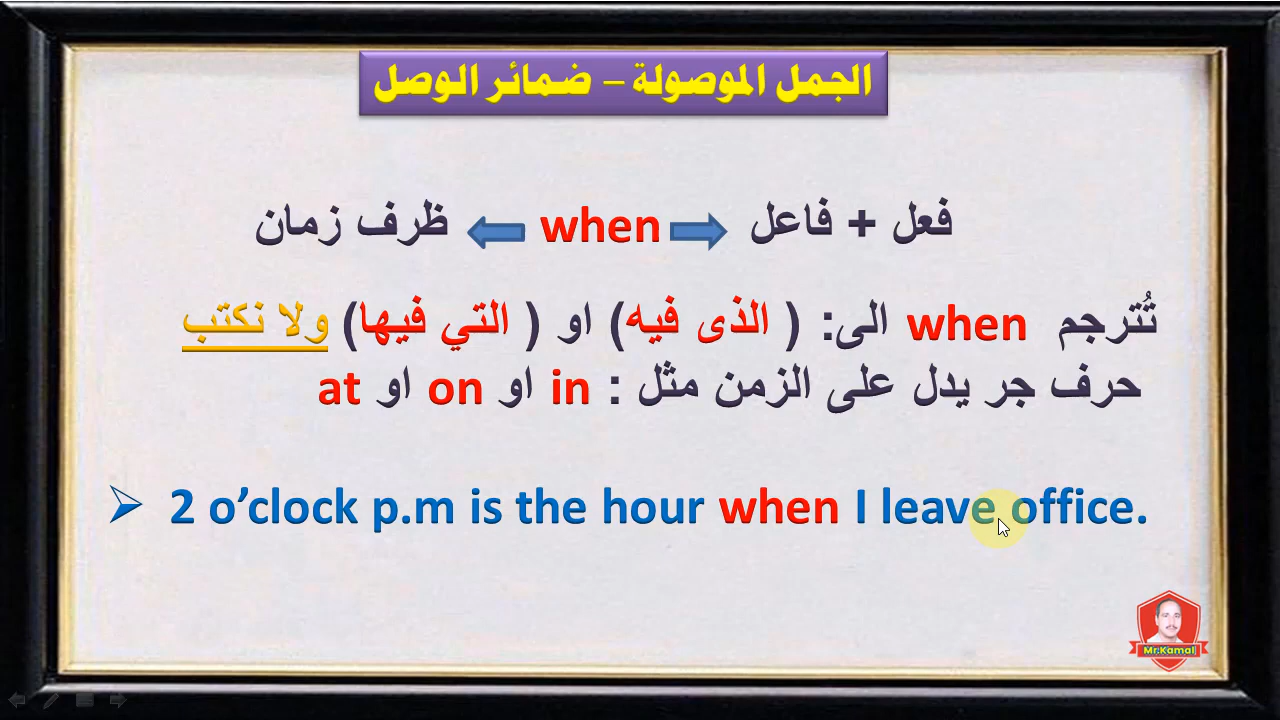 الجمل الموصولة – ضمائر الوصل
ظرف زمان when فعل + فاعل
تُترجم when الى: ( الذى فيه) او ( التي فيها) ولا نكتب
حرف جر يدل على الزمن مثل : in او on او at
2 o’clock p.m is the hour when I leave office.
Mr.Kamal